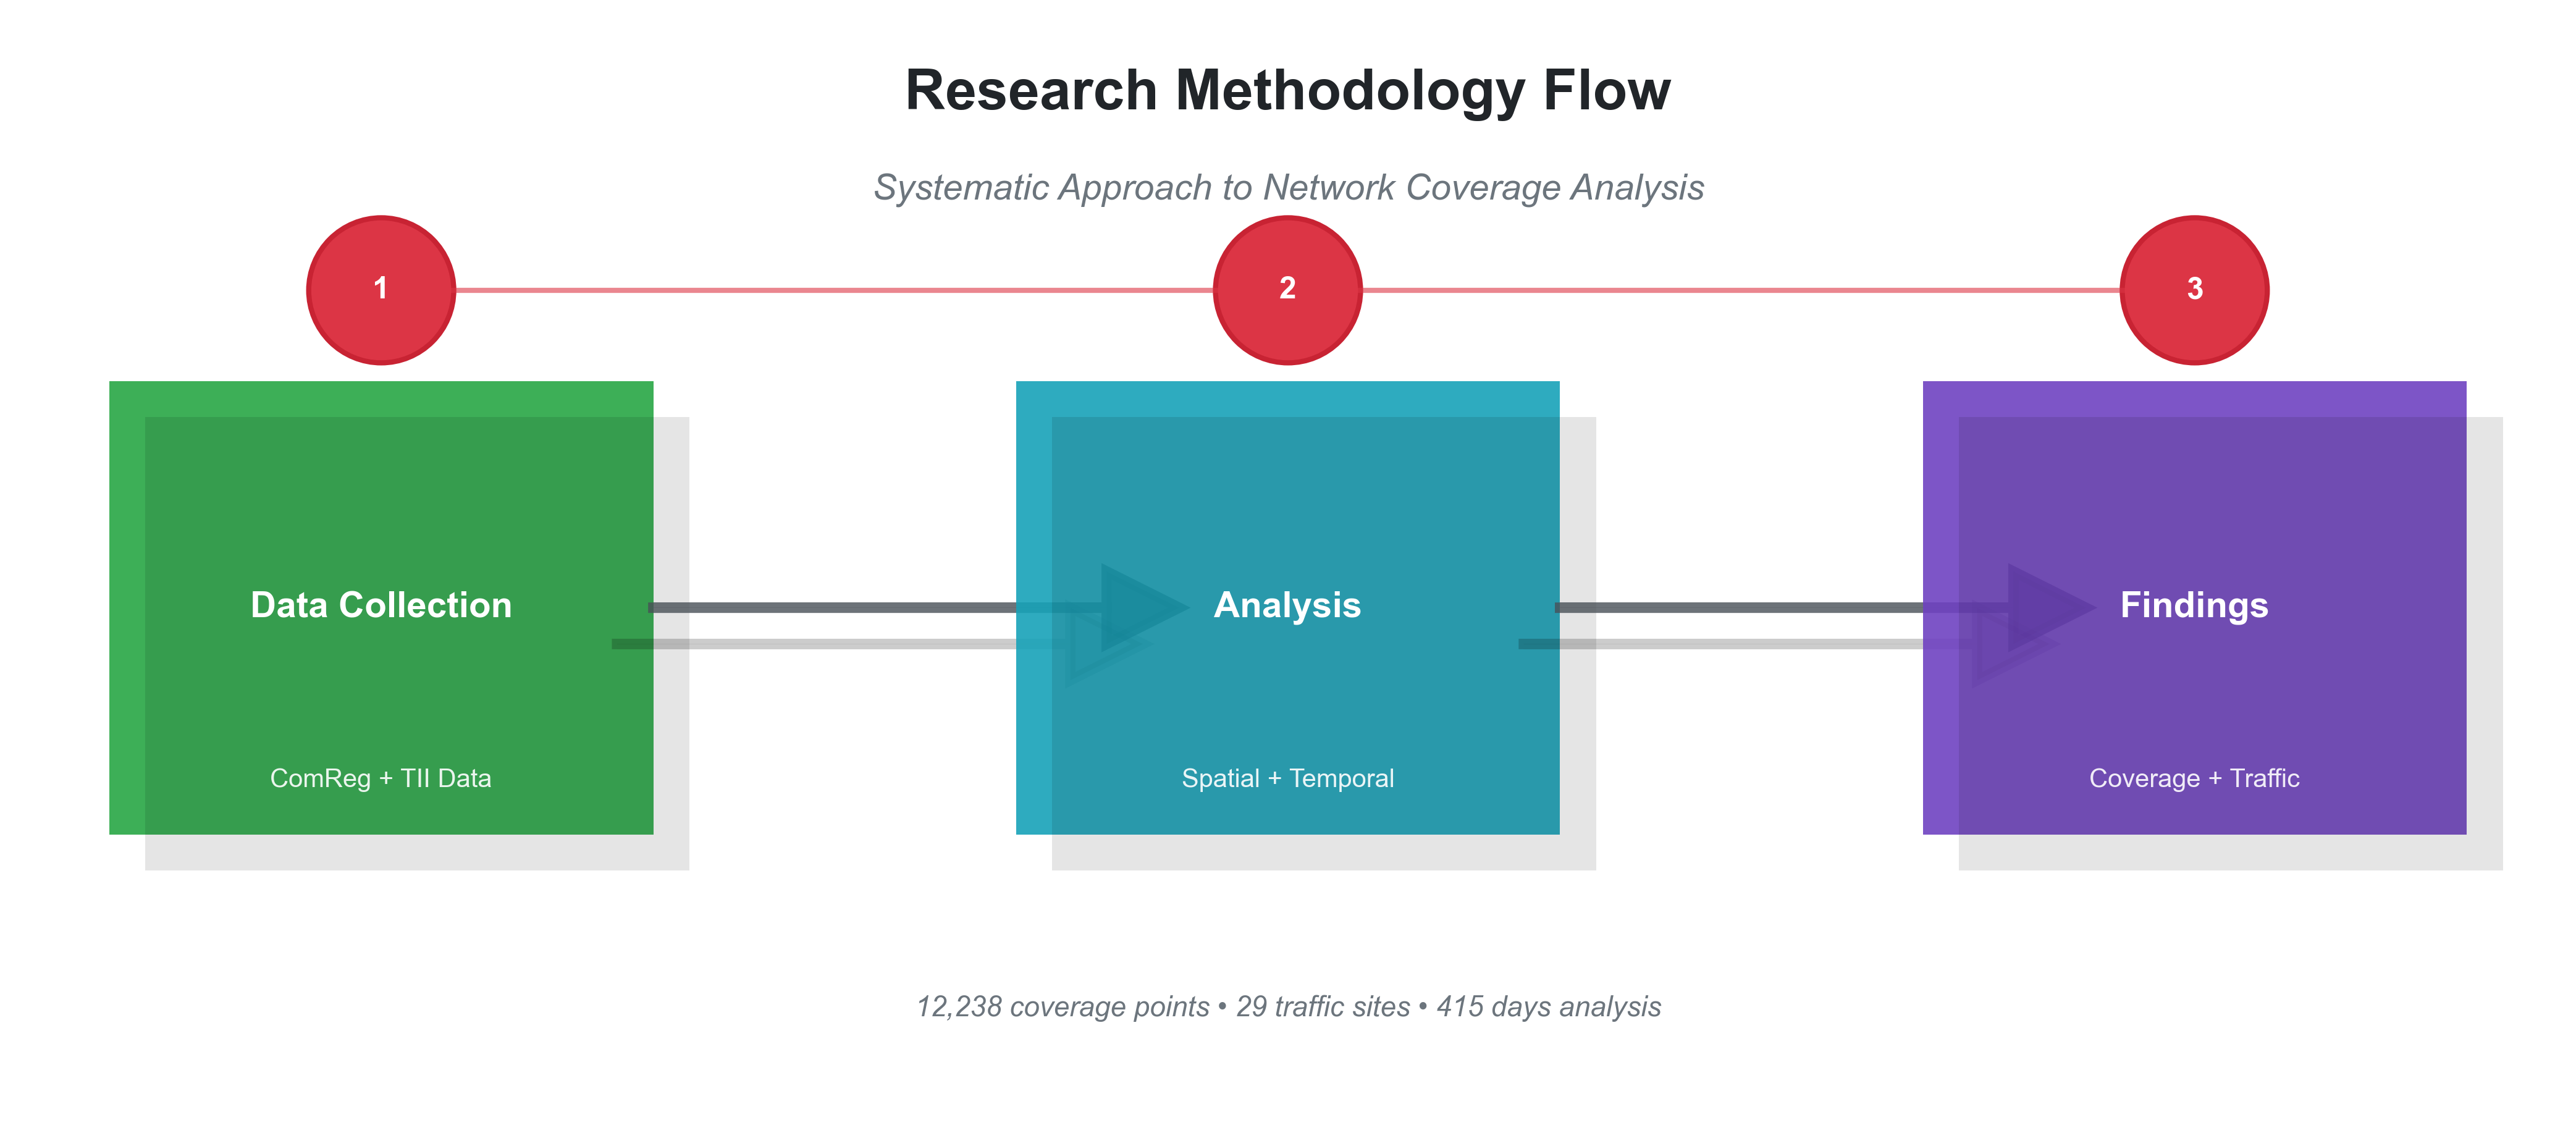 Research Methodology Flow
Systematic Approach to Network Coverage Analysis
1
2
3
Data Collection
Analysis
Findings
ComReg + TII Data
Spatial + Temporal
Coverage + Traffic
12,238 coverage points • 29 traffic sites • 415 days analysis